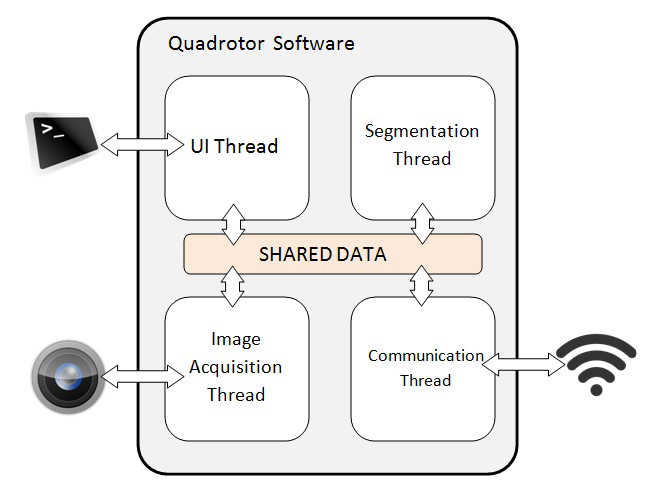 Quadrotor Software
>_
UI Thread
Segmentation
Thread
SHARED DATA
Image
Acquisition
Thread
Communication
Thread